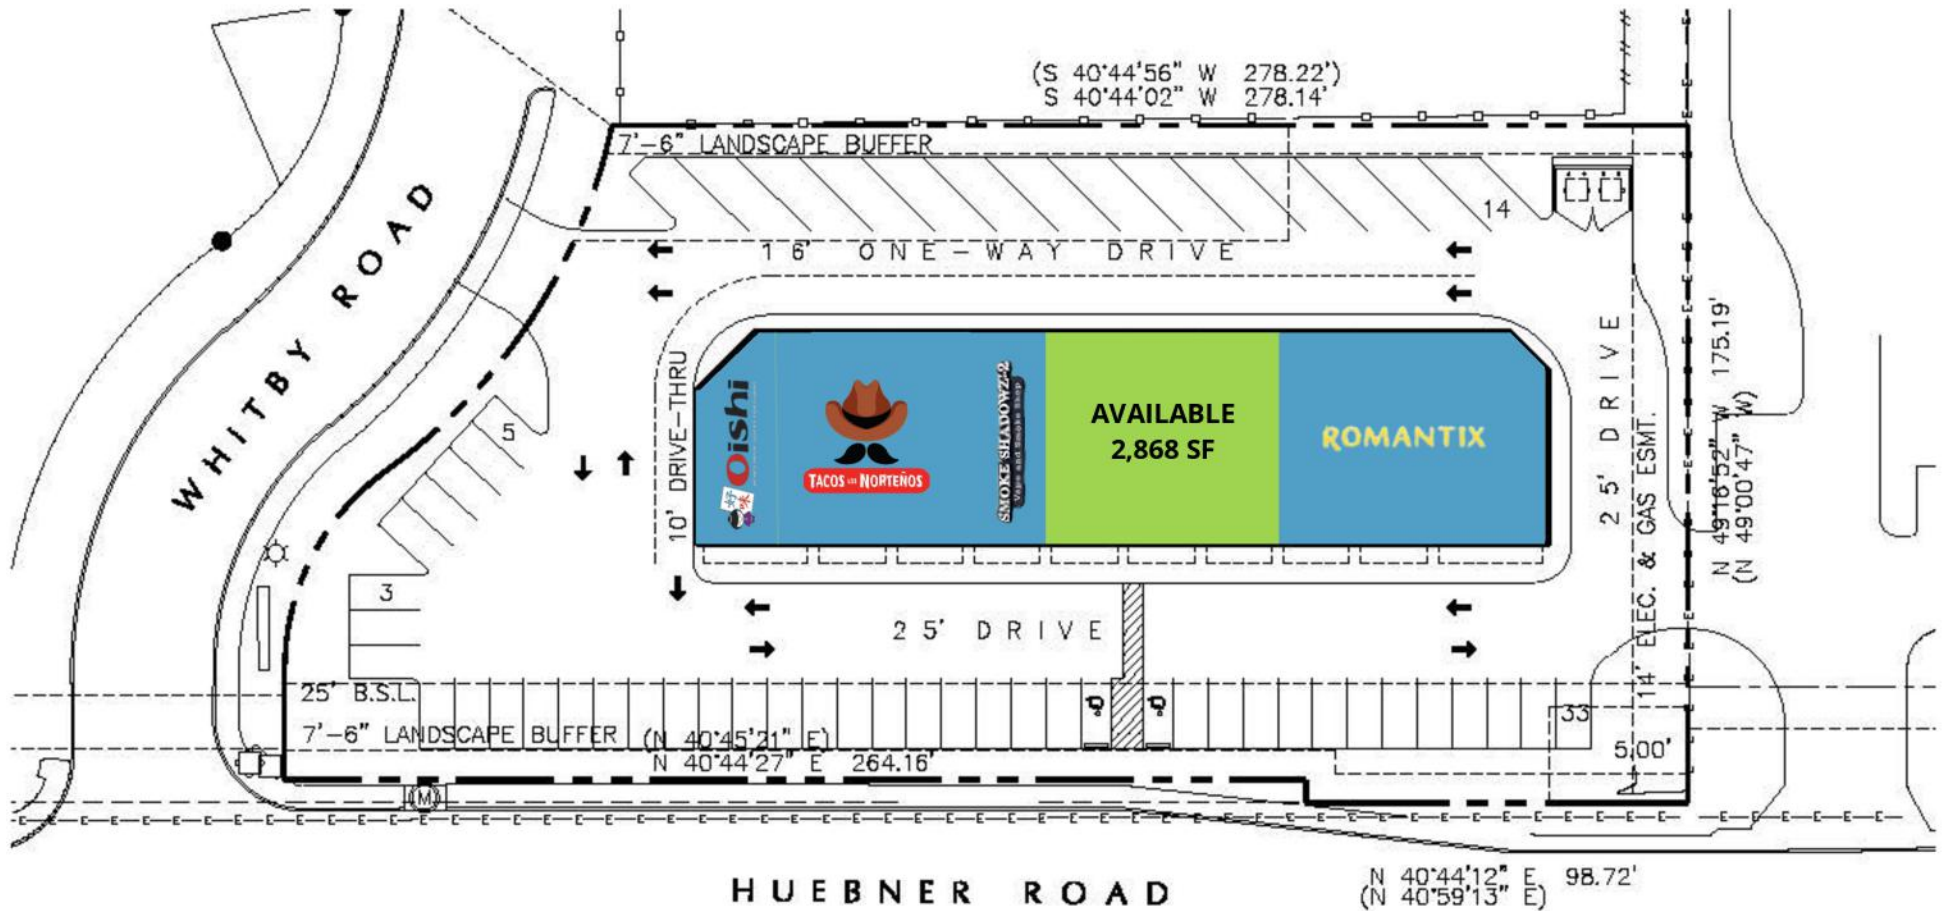 (S 40°44'56" W 278.22')
S 40°44'02" W 278.14'
7'-6" LANDSCAPE BUFFER
14
16' ONE-WAY DRIVE
WHITBY ROAD
5
3
10' DRIVE-THRU
Oishi
好
味
TACOS LOS NORTEÑOS
SMOKE SHADOWZ 2
Vape and Smoke Shop
AVAILABLE
2,868 SF
ROMANTIX
25' DRIVE
14' ELEC. & GAS ESMT.
N 49°16'52" W 175.19'
(N 49°00'47" W)
25' DRIVE
25' B.S.L.
7'-6" LANDSCAPE BUFFER
(N 40°45'21" E)
N 40°44'27" E 264.16'
33
5.00'
M
E E E E E E E E E E E E E E E E E E E E E E E E E E E E E E
HUEBNER ROAD
N 40°44'12" E 98.72'
(N 40°59'13" E)